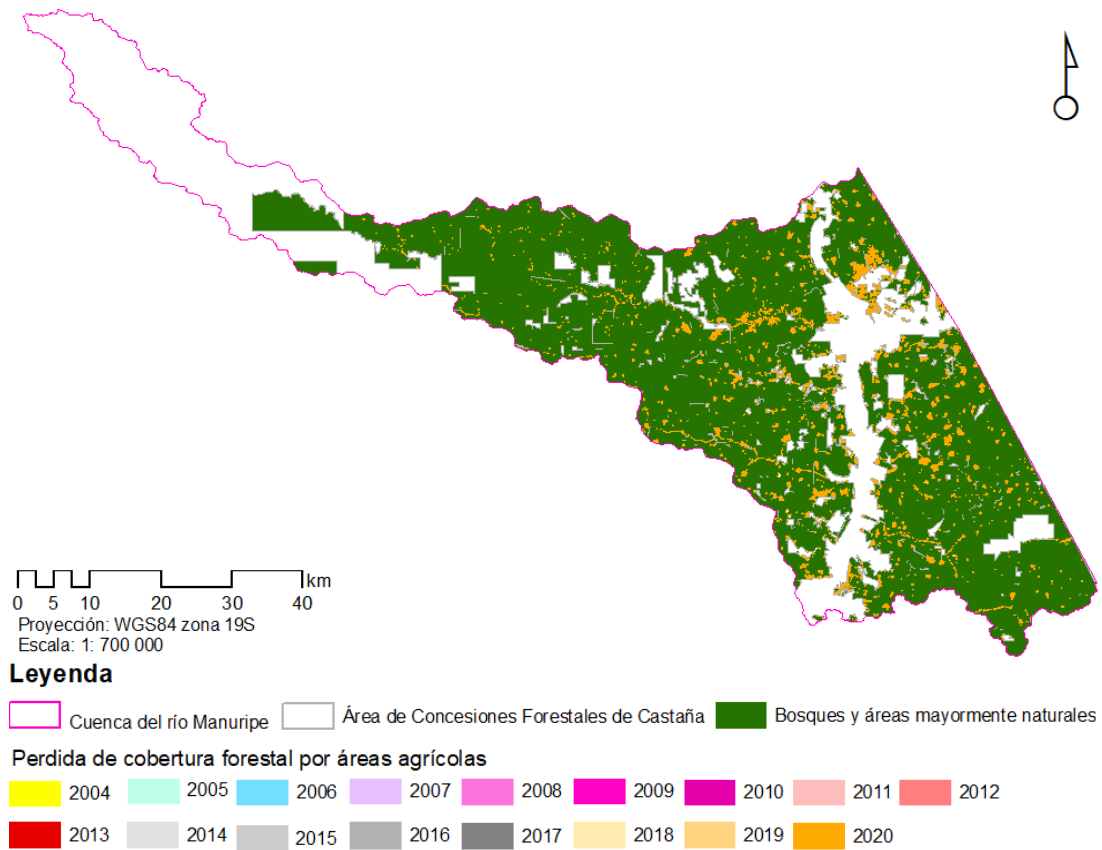 km
0 5 10 20 30 40
Proyección: WGS84 zona 19S
Escala: 1: 700 000
Leyenda
Cuenca del río Manuripe Área de Concesiones Forestales de Castaña Bosques y áreas mayormente naturales
Perdida de cobertura forestal por áreas agrícolas
2004 2005 2006 2007 2008 2009 2010 2011 2012
2013 2014 2015 2016 2017 2018 2019 2020